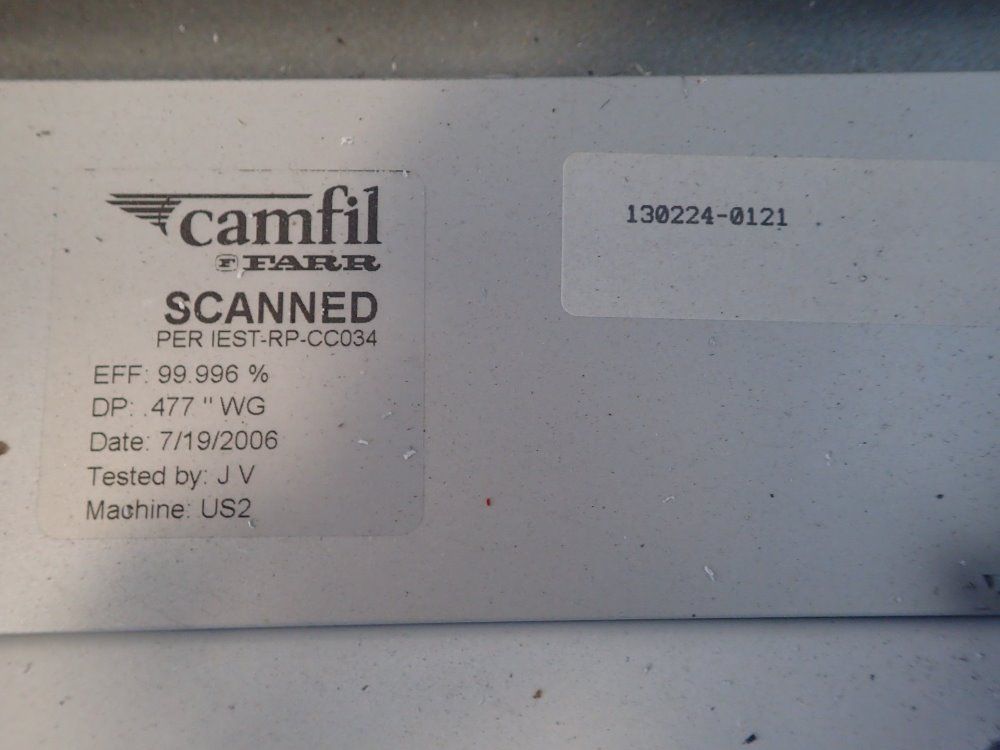 camfil
F FARR
SCANNED
PER IEST-RP-CC034
EFF: 99.996 %
DP: .477 " WG
Date: 7/19/2006
Tested by: J V
Machine: US2
130224-0121